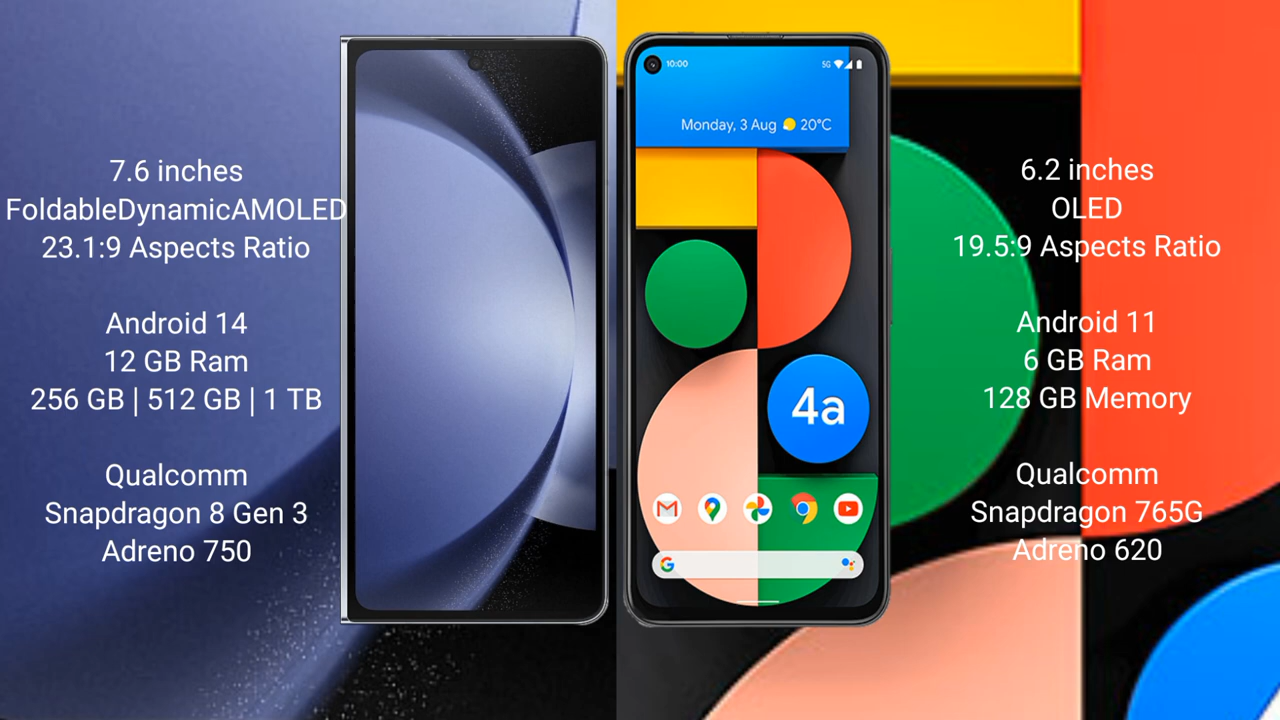 7.6 inches
FoldableDynamicAMOLED
23.1:9 Aspects Ratio
Android 14
12 GB Ram
256 GB | 512 GB | 1 TB
Qualcomm
Snapdragon 8 Gen 3
Adreno 750
10:00
5G
Monday, 3 Aug 20°C
4a
G
6.2 inches
OLED
19.5:9 Aspects Ratio
Android 11
6 GB Ram
128 GB Memory
Qualcomm
Snapdragon 765G
Adreno 620